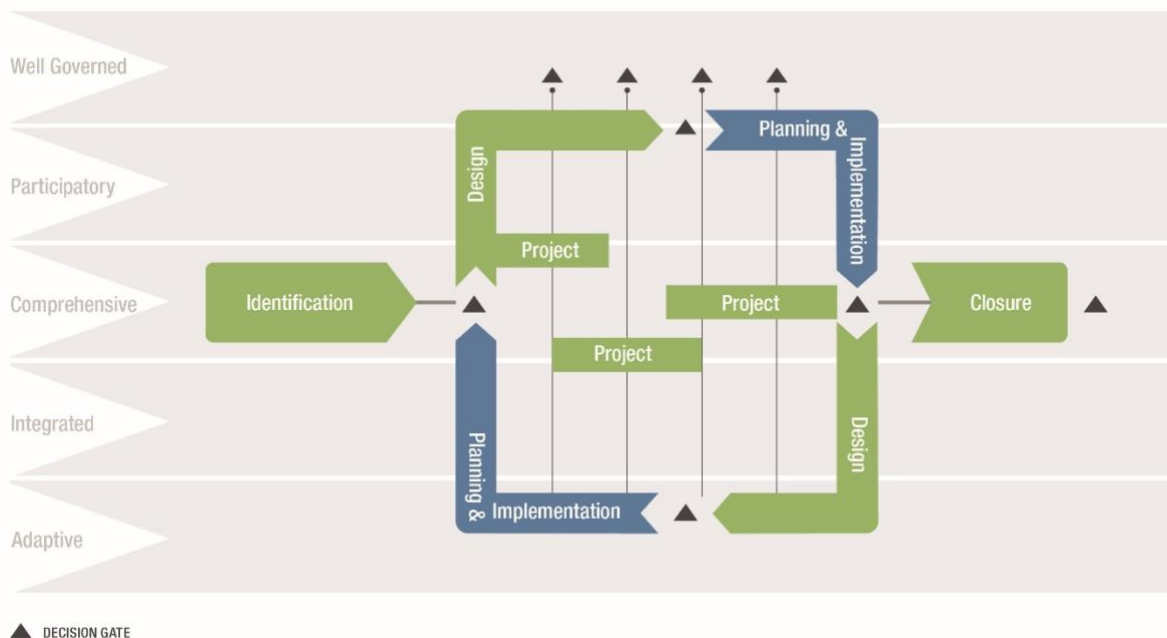 Well Governed
Participatory
Comprehensive
Integrated
Adaptive
Identification
Design
Planning &
Implementation
Project
Project
Project
Closure
Design
Planning &
Implementation
DECISION GATE